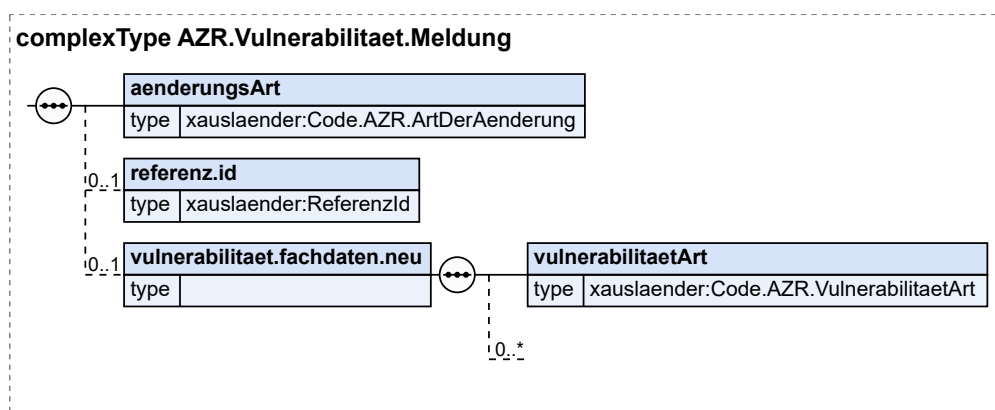 complexType AZR.Vulnerabilitaet.Meldung
aenderungsArt
type xauslaender:Code.AZR.ArtDerAenderung
0..1 referenz.id
type xauslaender:ReferenzId
0..1 vulnerabilitaet.fachdaten.neu
type
vulnerabilitaetArt
type xauslaender:Code.AZR.VulnerabilitaetArt
0..*